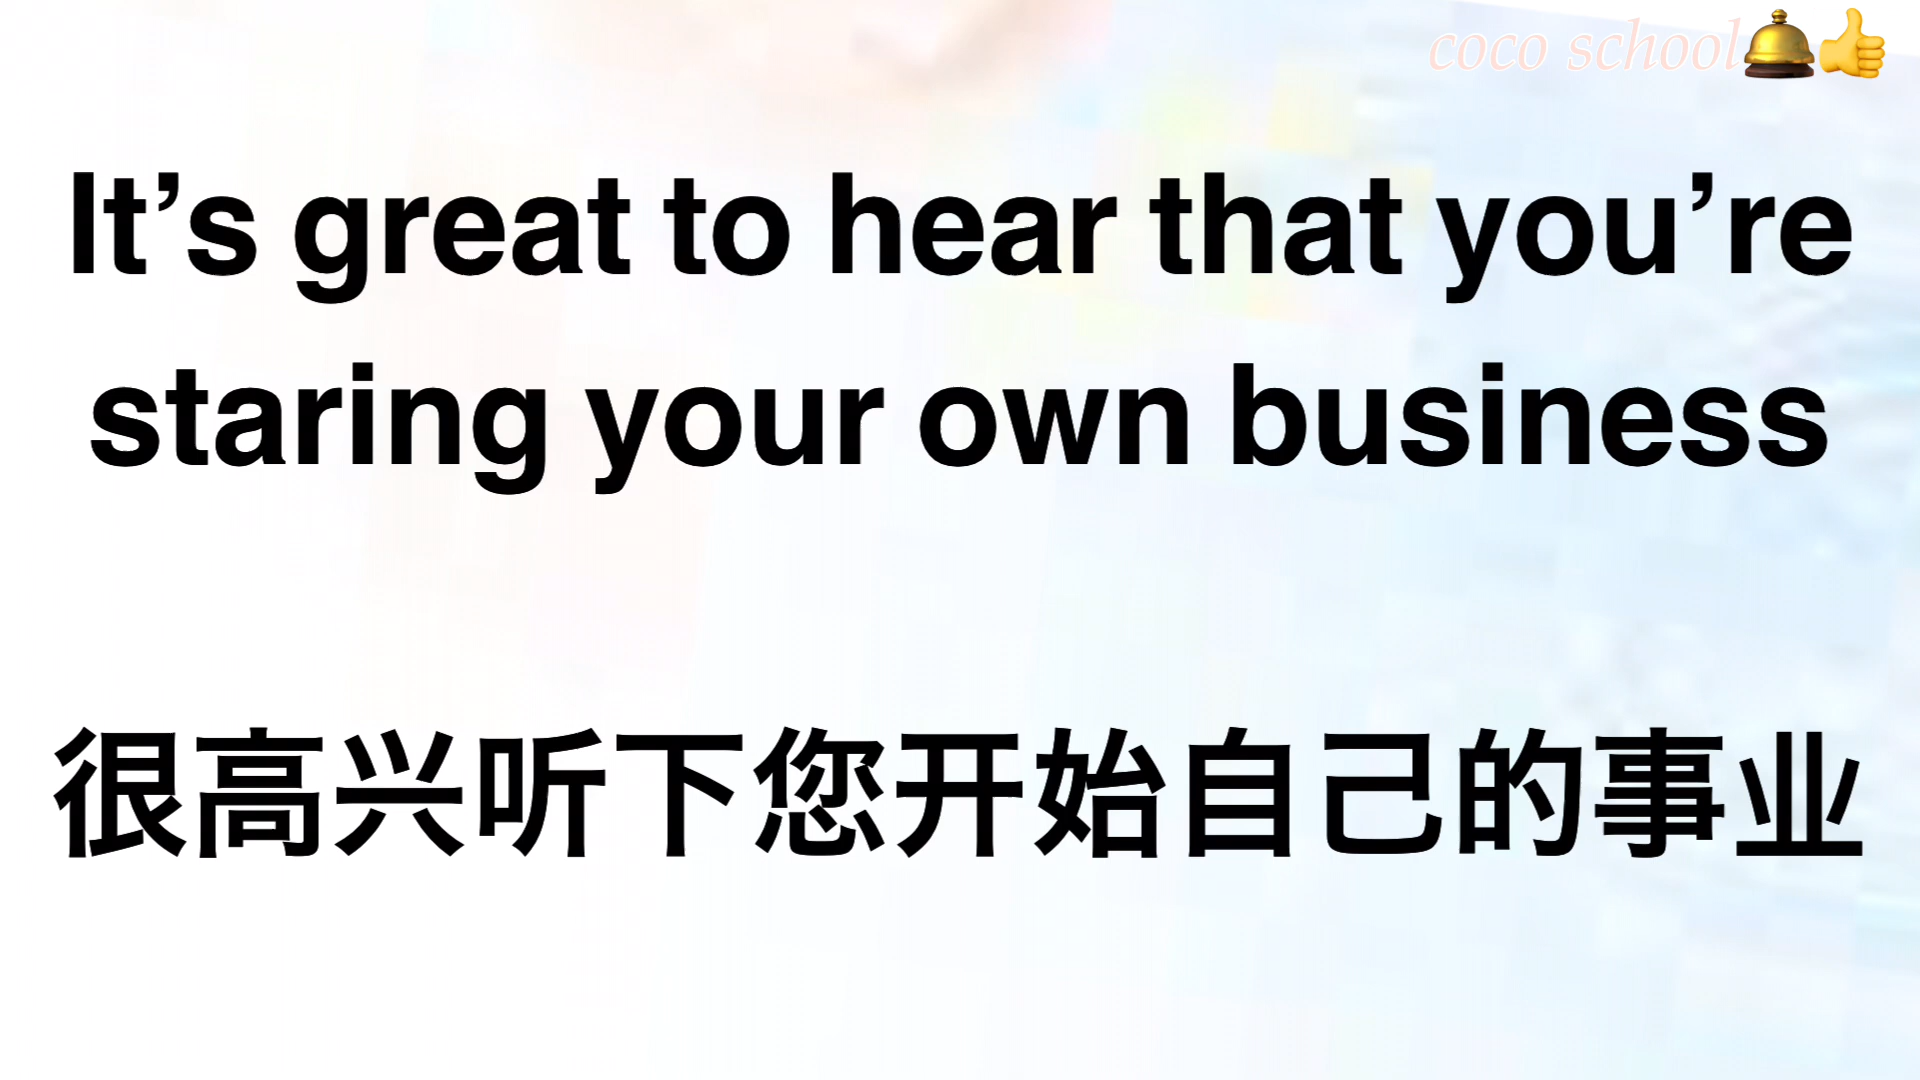 coco school🛎️👍
It’s great to hear that you’re
staring your own business
很高兴听下您开始自己的事业